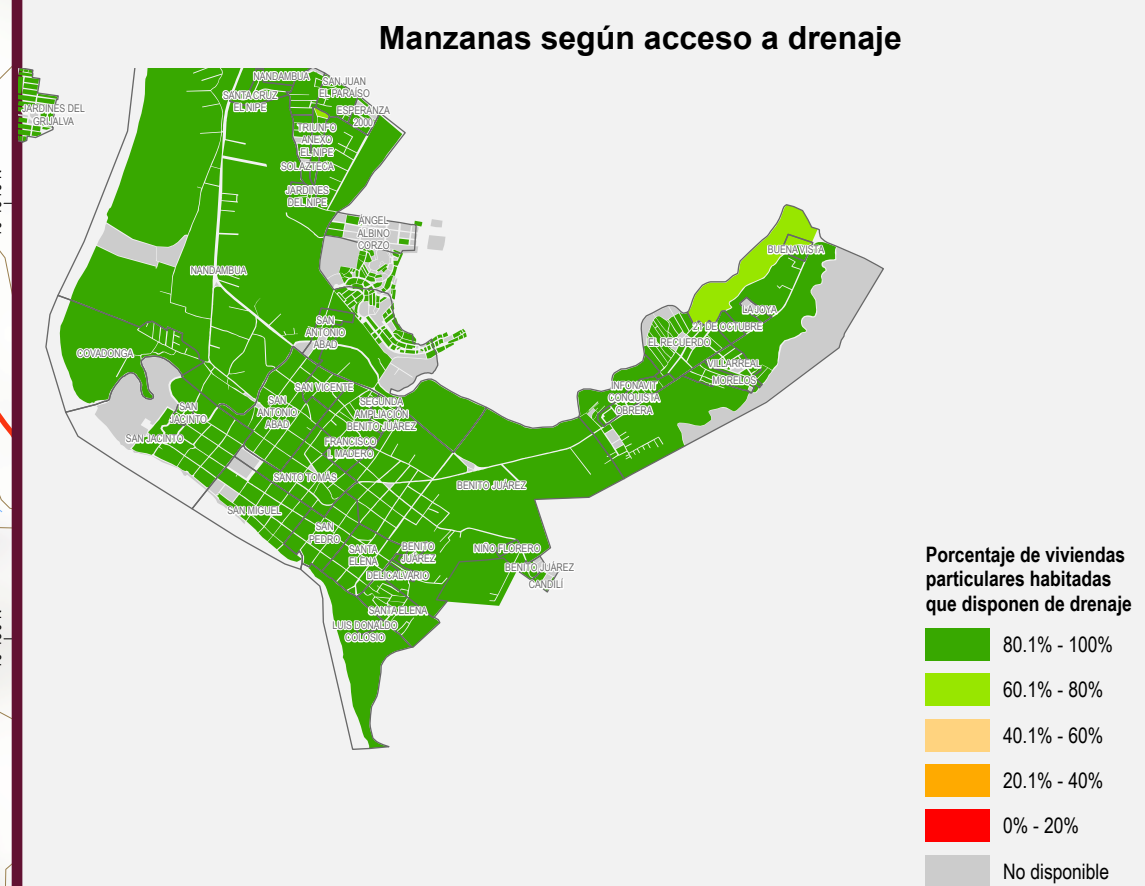 Manzanas según acceso a drenaje
NANDAMBUA
SAN JUAN
EL PARAÍSO
SANTA CRUZ
EL NIPE
ESPERANZA
2000
JARDINES DEL
GRIJALVA
TRIUNFO
ANEXO
EL NIPE
SOL AZTECA
JARDINES
DEL NIPE
ÁNGEL
ALBINO
CORZO
NANDAMBUA
BUENA VISTA
LA JOYA
21 DE OCTUBRE
EL RECUERDO
SAN
ANTONIO
ABAD
COVADONGA
VILLARREAL
MORELOS
SAN VICENTE
INFONAVIT
CONQUISTA
OBRERA
SAN
ANTONIO
ABAD
SEGUNDA
AMPLIACIÓN
BENITO JUÁREZ
SAN
JACINTO
SAN JACINTO
FRANCISCO
I. MADERO
SANTO TOMÁS
BENITO JUÁREZ
SAN MIGUEL
SAN
PEDRO
SANTA
ELENA
BENITO
JUÁREZ
NIÑO FLORERO
BENITO JUÁREZ
CANDILÍ
DEL CALVARIO
SANTA ELENA
LUIS DONALDO
COLOSIO
Porcentaje de viviendas
particulares habitadas
que disponen de drenaje
80.1% - 100%
60.1% - 80%
40.1% - 60%
20.1% - 40%
0% - 20%
No disponible